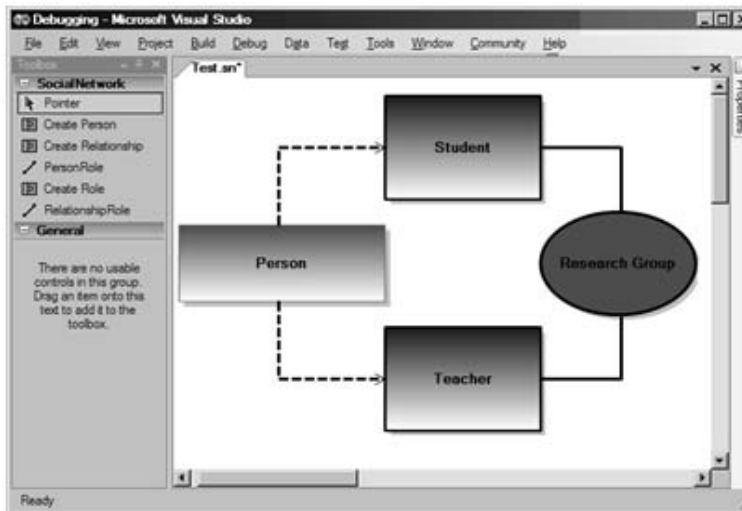 Debugging - Microsoft Visual Studio
File Edit View Project Build Debug Data Test Tools Window Community Help
Toolbox
SocialNetwork
Pointer
Create Person
Create Relationship
PersonRole
Create Role
RelationshipRole
General
There are no usable
controls in this group.
Drag an item onto this
text to add it to the
toolbox.
Test.sn*
Student
Person
Research Group
Teacher
Properties
Ready